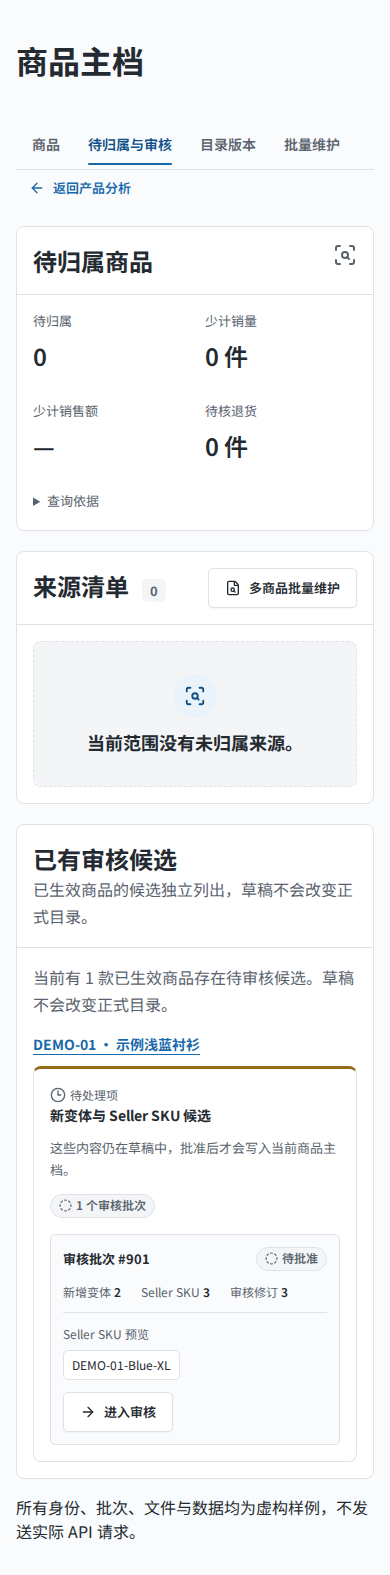 商品主档
商品 待归属与审核 目录版本 批量维护
← 返回产品分析
待归属商品
待归属 少计销量
0 0 件
少计销售额 待核退货
— 0 件
▶ 查询依据
来源清单 0 多商品批量维护
当前范围没有未归属来源。
已有审核候选
已生效商品的候选独立列出，草稿不会改变正
式目录。
当前有 1 款已生效商品存在待审核候选。草稿
不会改变正式目录。
DEMO-01 • 示例浅蓝衬衫
待处理项
新变体与 Seller SKU 候选
这些内容仍在草稿中，批准后才会写入当前商品主
档。
1 个审核批次
审核批次 #901 待批准
新增变体 2 Seller SKU 3 审核修订 3
Seller SKU 预览
DEMO-01-Blue-XL
→ 进入审核
所有身份、批次、文件与数据均为虚构样例，不发
送实际 API 请求。